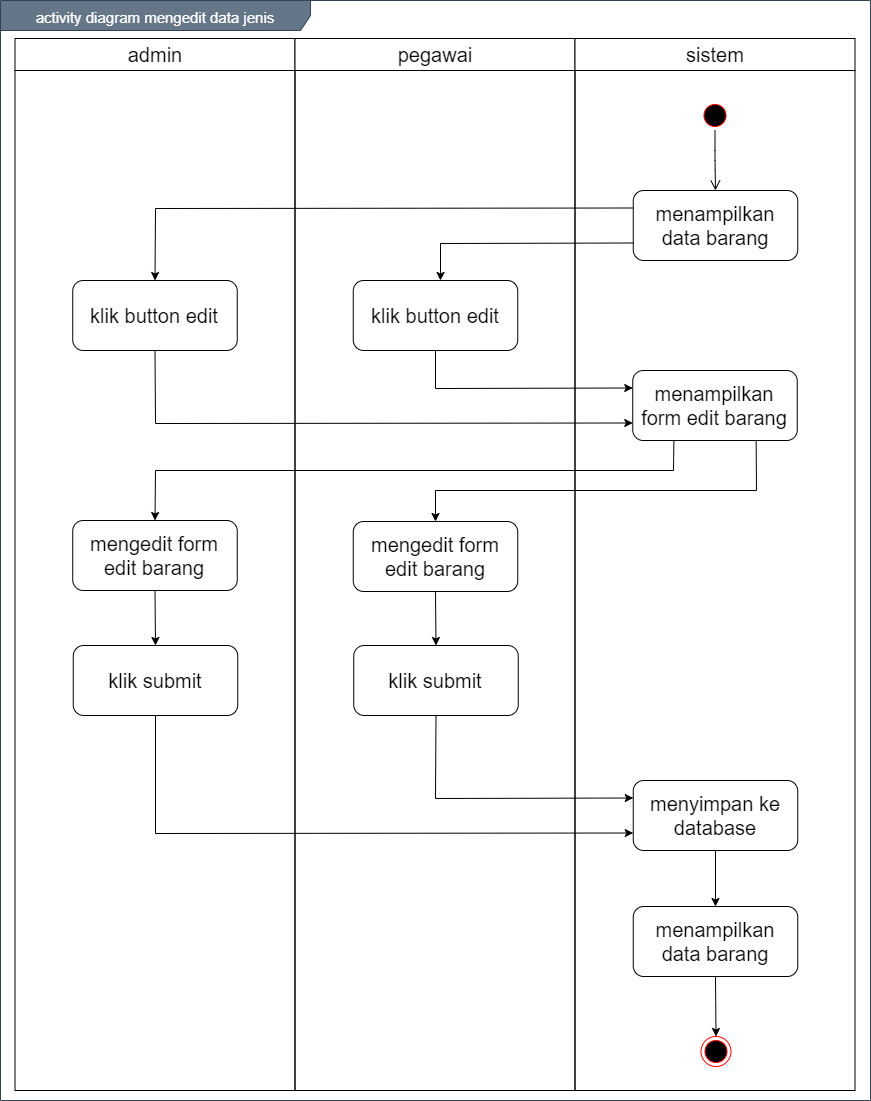 activity diagram mengedit data jenis
admin
pegawai
sistem
menampilkan
data barang
klik button edit
klik button edit
menampilkan
form edit barang
mengedit form
edit barang
mengedit form
edit barang
klik submit
klik submit
menyimpan ke
database
menampilkan
data barang